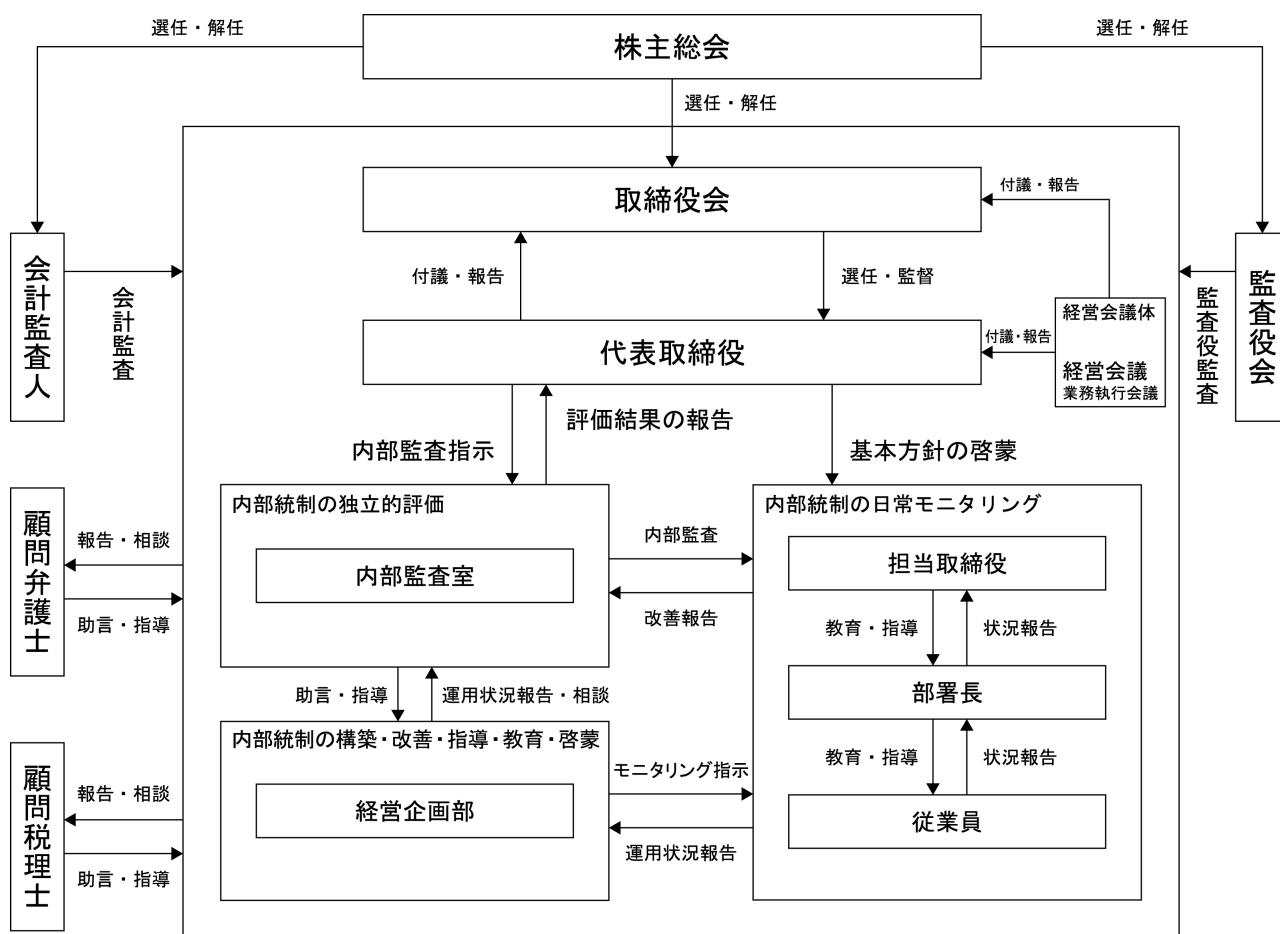 選任・解任
株主総会
選任・解任
選任・解任
取締役会
付議・報告
会計監査人
会計監査
付議・報告
選任・監督
監査役監査
監査役会
経営会議体
経営会議
業務執行会議
付議・報告
代表取締役
評価結果の報告
内部監査指示
基本方針の啓蒙
顧問弁護士
報告・相談
助言・指導
内部統制の独立的評価
内部監査室
内部監査
改善報告
内部統制の日常モニタリング
担当取締役
教育・指導
状況報告
部署長
教育・指導
状況報告
従業員
助言・指導
運用状況報告・相談
内部統制の構築・改善・指導・教育・啓蒙
経営企画部
モニタリング指示
運用状況報告
顧問税理士
報告・相談
助言・指導